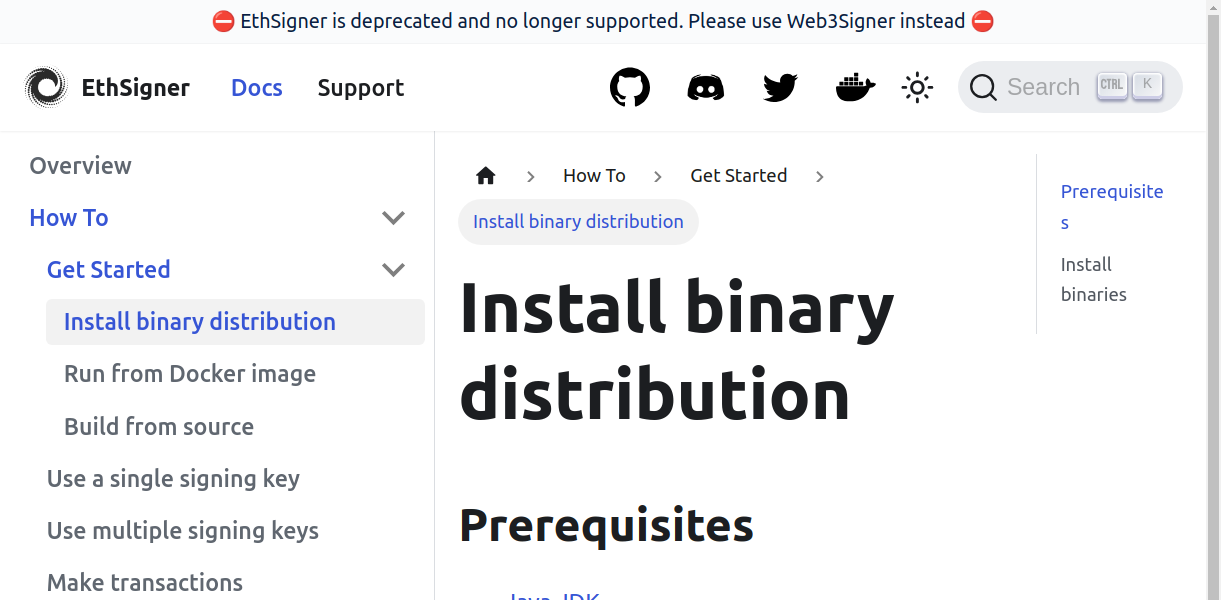 ⛔ EthSigner is deprecated and no longer supported. Please use Web3Signer instead ⛔
EthSigner
Docs
Support
Search
CTRL
K
Overview
How To
Get Started
Install binary distribution
Run from Docker image
Build from source
Use a single signing key
Use multiple signing keys
Make transactions
How To
Get Started
Install binary distribution
Install binary
distribution
Prerequisites
Java JDK
Prerequisite
s
Install
binaries